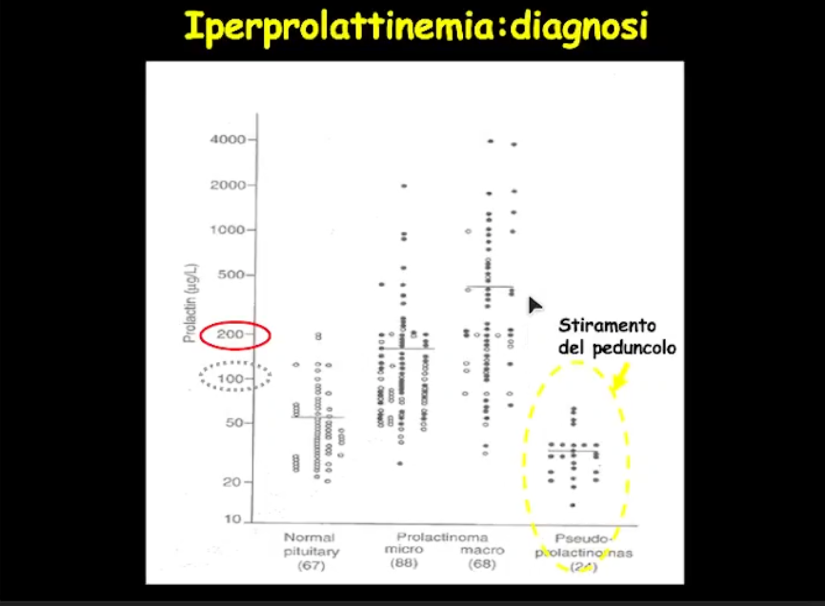 Iperprolattinemia:diagnosi
4000
2000
1000
500
200
100
50
20
10
Prolactin (µg/L)
Stiramento
del peduncolo
Normal
pituitary
(67)
Prolactinoma
micro
(88)
macro
(68)
Pseudo-
prolactinomas
(24)